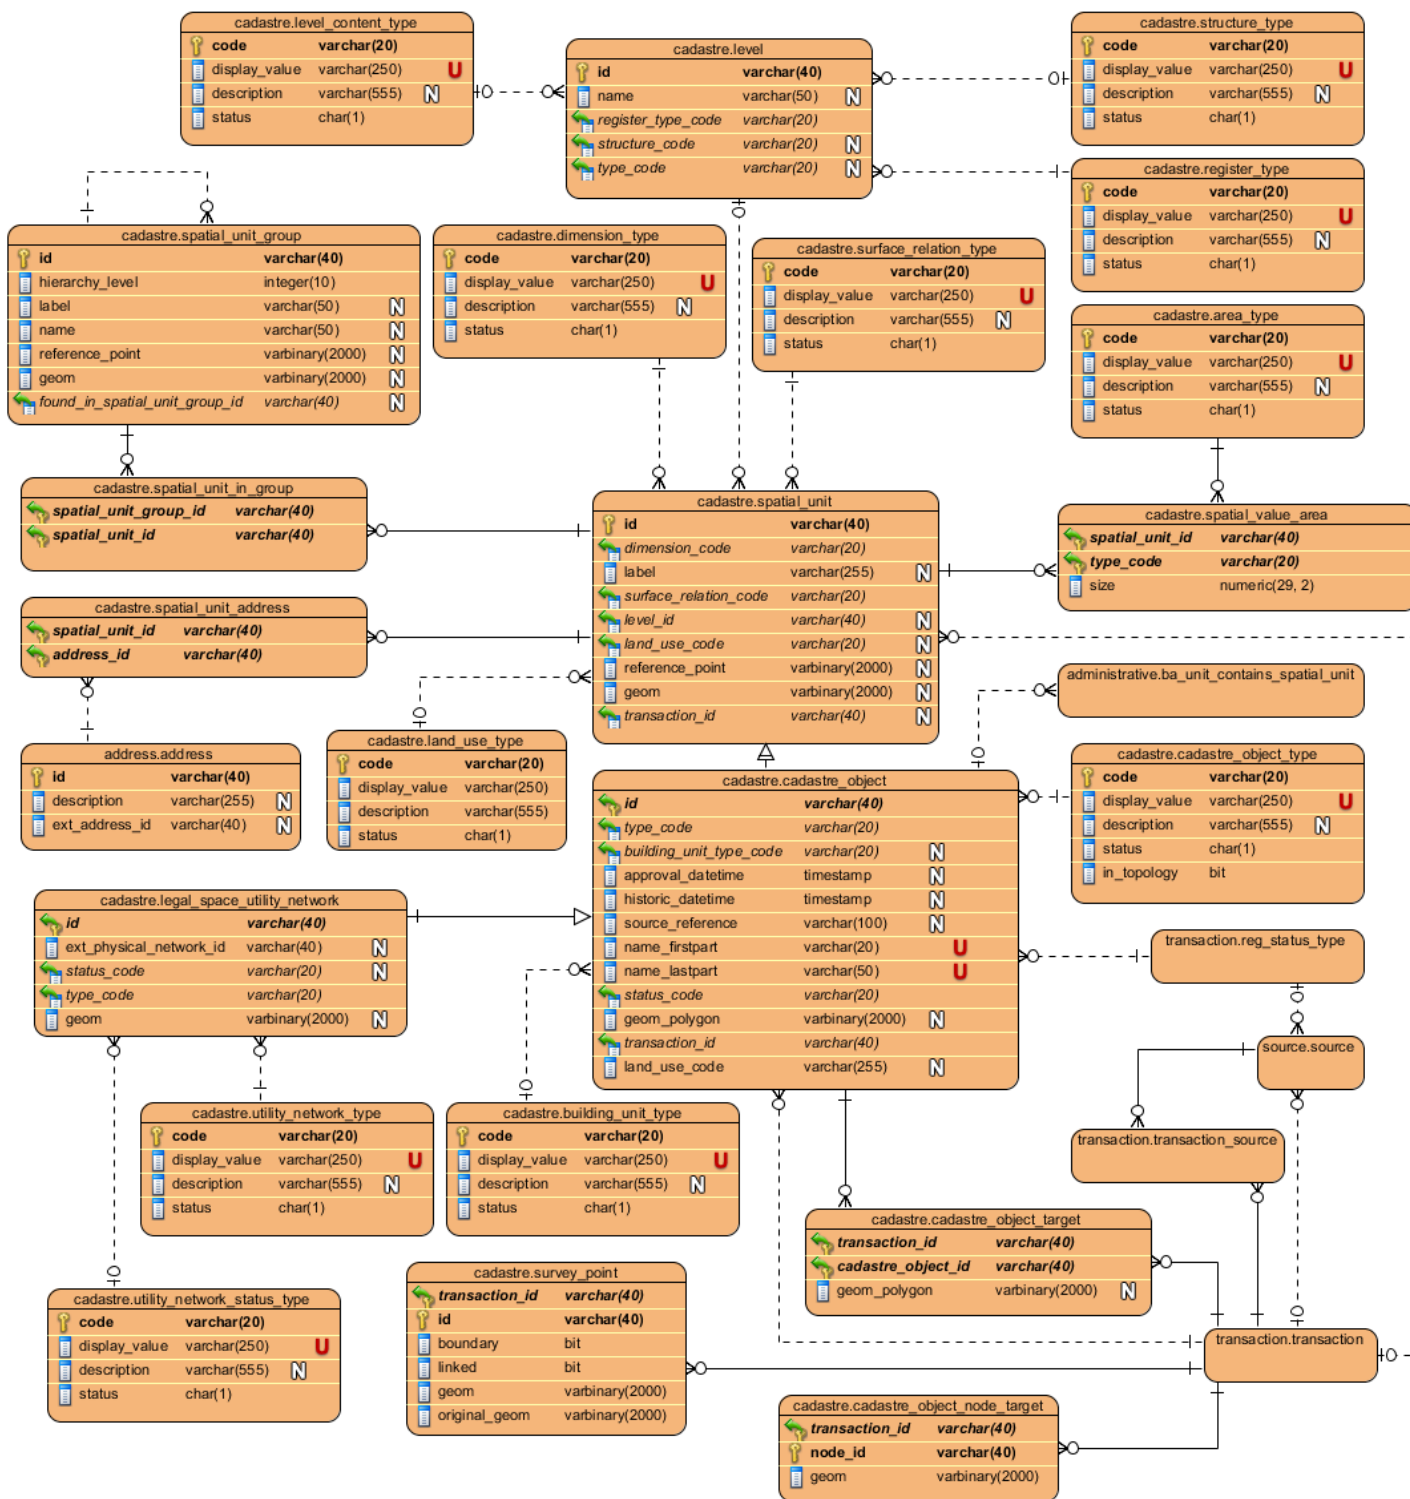 cadastre.level_content_type
code varchar(20)
display_value varchar(250) U
description varchar(555) N
status char(1)
cadastre.level
id varchar(40)
name varchar(50) N
register_type_code varchar(20)
structure_code varchar(20) N
type_code varchar(20) N
cadastre.structure_type
code varchar(20)
display_value varchar(250) U
description varchar(555) N
status char(1)
cadastre.register_type
code varchar(20)
display_value varchar(250) U
description varchar(555) N
status char(1)
cadastre.spatial_unit_group
id varchar(40)
hierarchy_level integer(10)
label varchar(50) N
name varchar(50) N
reference_point varbinary(2000) N
geom varbinary(2000) N
found_in_spatial_unit_group_id varchar(40) N
cadastre.dimension_type
code varchar(20)
display_value varchar(250) U
description varchar(555) N
status char(1)
cadastre.surface_relation_type
code varchar(20)
display_value varchar(250) U
description varchar(555) N
status char(1)
cadastre.area_type
code varchar(20)
display_value varchar(250) U
description varchar(555) N
status char(1)
cadastre.spatial_unit_in_group
spatial_unit_group_id varchar(40)
spatial_unit_id varchar(40)
cadastre.spatial_unit
id varchar(40)
dimension_code varchar(20)
label varchar(255) N
surface_relation_code varchar(20)
level_id varchar(40) N
land_use_code varchar(20) N
reference_point varbinary(2000) N
geom varbinary(2000) N
transaction_id varchar(40) N
cadastre.spatial_value_area
spatial_unit_id varchar(40)
type_code varchar(20)
size numeric(29, 2)
cadastre.spatial_unit_address
spatial_unit_id varchar(40)
address_id varchar(40)
administrative.ba_unit_contains_spatial_unit
address.address
id varchar(40)
description varchar(255) N
ext_address_id varchar(40) N
cadastre.land_use_type
code varchar(20)
display_value varchar(250)
description varchar(555)
status char(1)
cadastre.cadastre_object
id varchar(40)
type_code varchar(20)
building_unit_type_code varchar(20) N
approval_datetime timestamp N
historic_datetime timestamp N
source_reference varchar(100) N
name_firstpart varchar(20) U
name_lastpart varchar(50) U
status_code varchar(20)
geom_polygon varbinary(2000) N
transaction_id varchar(40)
land_use_code varchar(255) N
cadastre.cadastre_object_type
code varchar(20)
display_value varchar(250) U
description varchar(555) N
status char(1)
in_topology bit
cadastre.legal_space_utility_network
id varchar(40)
ext_physical_network_id varchar(40) N
status_code varchar(20) N
type_code varchar(20)
geom varbinary(2000) N
transaction.reg_status_type
source.source
cadastre.utility_network_type
code varchar(20)
display_value varchar(250) U
description varchar(555) N
status char(1)
cadastre.building_unit_type
code varchar(20)
display_value varchar(250) U
description varchar(555) N
status char(1)
transaction.transaction_source
cadastre.cadastre_object_target
transaction_id varchar(40)
cadastre_object_id varchar(40)
geom_polygon varbinary(2000) N
cadastre.survey_point
transaction_id varchar(40)
id varchar(40)
boundary bit
linked bit
geom varbinary(2000)
original_geom varbinary(2000)
cadastre.utility_network_status_type
code varchar(20)
display_value varchar(250) U
description varchar(555) N
status char(1)
transaction.transaction
cadastre.cadastre_object_node_target
transaction_id varchar(40)
node_id varchar(40)
geom varbinary(2000)